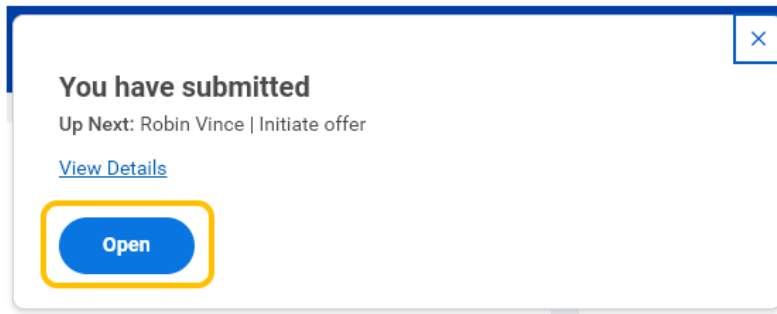 You have submitted
Up Next: Robin Vince | Initiate offer
View Details
Open